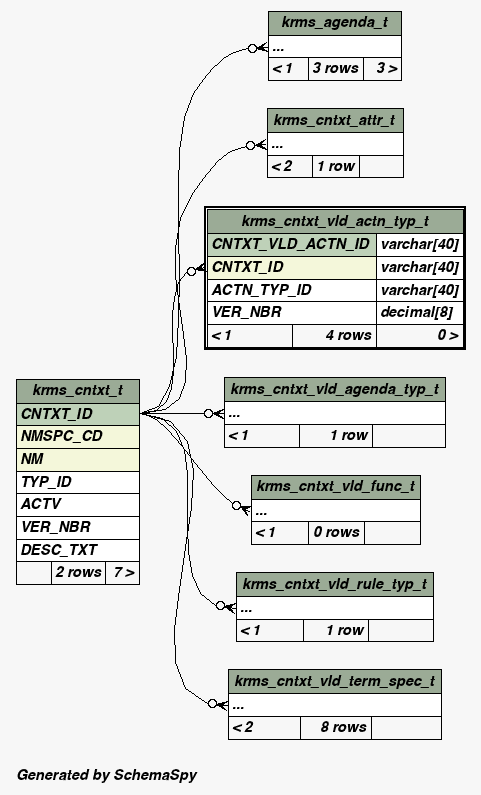 krms_agenda_t
...
< 1 3 rows 3 >
krms_cntxt_attr_t
...
< 2 1 row
krms_cntxt_vld_actn_typ_t
CNTXT_VLD_ACTN_ID varchar[40]
CNTXT_ID varchar[40]
ACTN_TYP_ID varchar[40]
VER_NBR decimal[8]
< 1 4 rows 0 >
krms_cntxt_t
CNTXT_ID
NMSPC_CD
NM
TYP_ID
ACTV
VER_NBR
DESC_TXT
2 rows 7 >
krms_cntxt_vld_agenda_typ_t
...
< 1 1 row
krms_cntxt_vld_func_t
...
< 1 0 rows
krms_cntxt_vld_rule_typ_t
...
< 1 1 row
krms_cntxt_vld_term_spec_t
...
< 2 8 rows
Generated by SchemaSpy